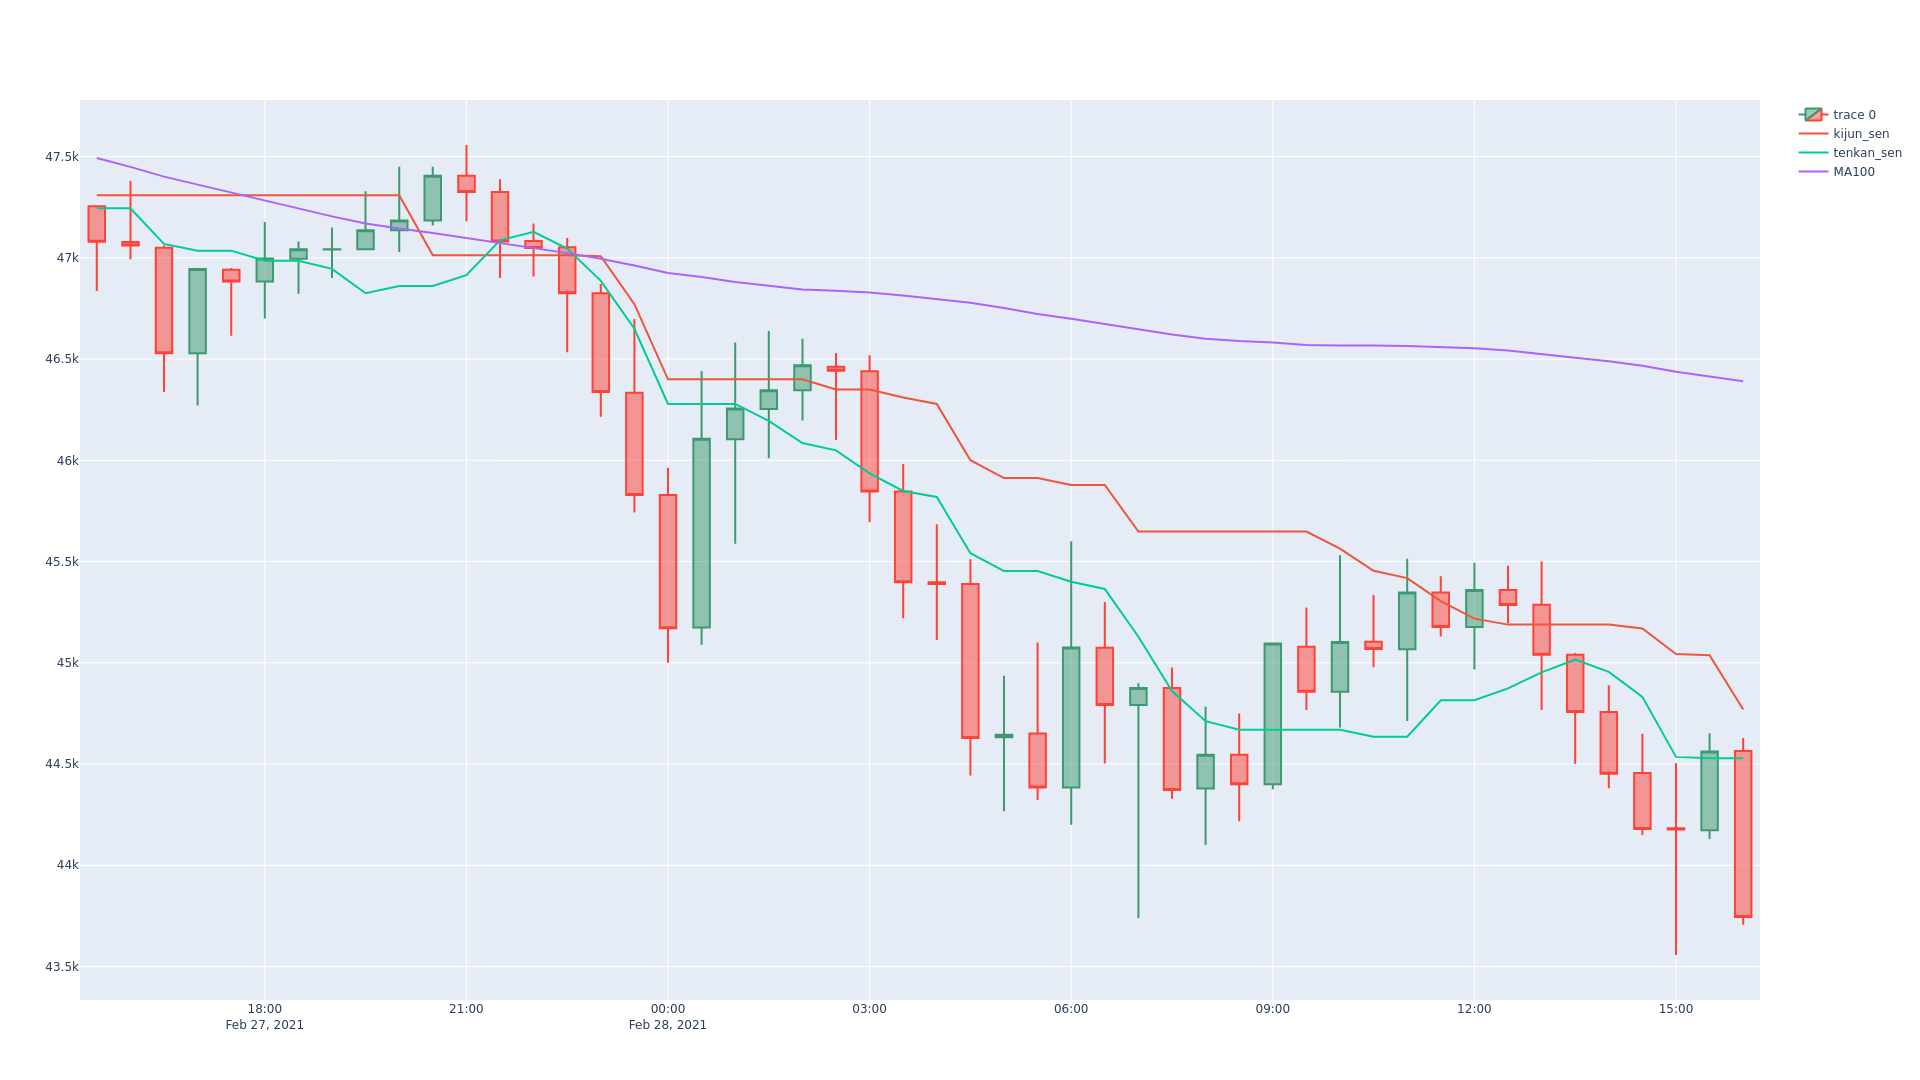 trace 0
kijun_sen
tenkan_sen
MA100
47.5k
47k
46.5k
46k
45.5k
45k
44.5k
44k
43.5k
18:00 21:00 00:00 03:00 06:00 09:00 12:00 15:00
Feb 27, 2021 Feb 28, 2021